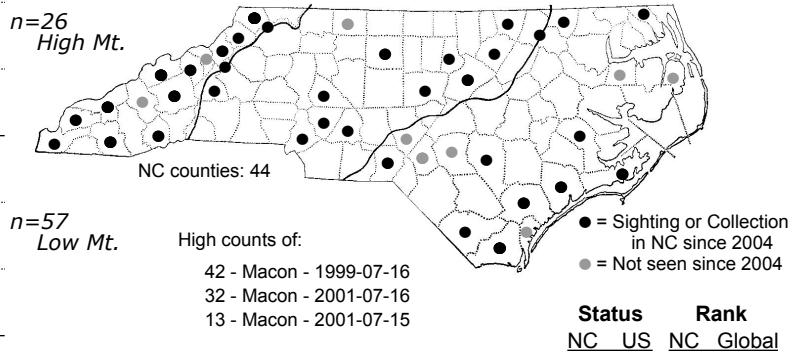 n=26
High Mt.
NC counties: 44
n=57
Low Mt.
High counts of:
42 - Macon - 1999-07-16
32 - Macon - 2001-07-16
13 - Macon - 2001-07-15
● = Sighting or Collection
in NC since 2004
● = Not seen since 2004
Status Rank
NC US NC Global